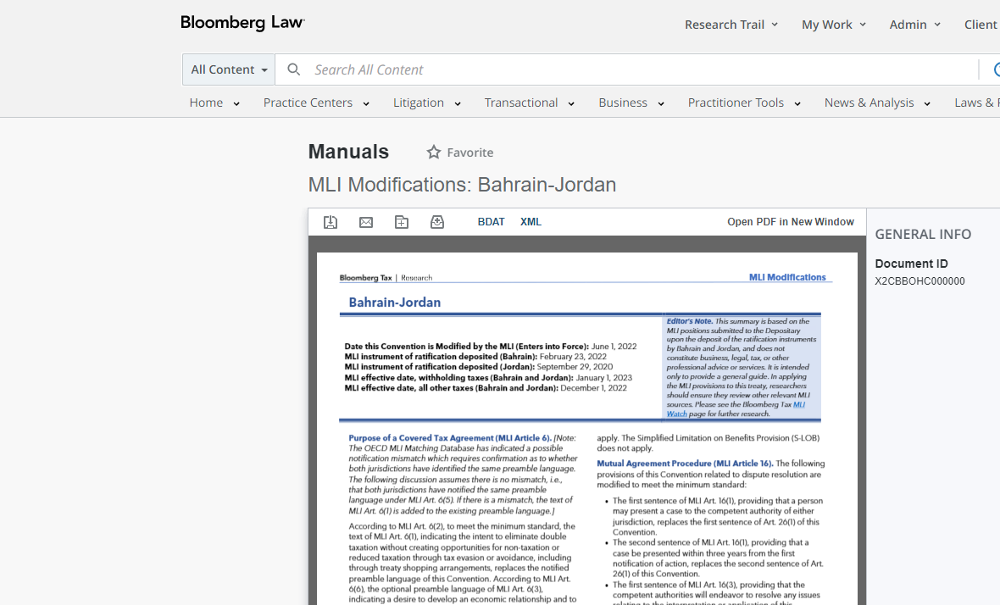 Bloomberg Law
Research Trail
My Work
Admin
Client
All Content
Search All Content
Home
Practice Centers
Litigation
Transactional
Business
Practitioner Tools
News & Analysis
Laws &
Manuals
Favorite
MLI Modifications: Bahrain-Jordan
BDAT
XML
Open PDF in New Window
GENERAL INFO
Document ID
X2CBBOHC000000
Bloomberg Tax | Research
MLI Modifications
Bahrain-Jordan
Date this Convention is Modified by the MLI (Enters into Force): June 1, 2022
MLI instrument of ratification deposited (Bahrain): February 23, 2022
MLI instrument of ratification deposited (Jordan): September 29, 2020
MLI effective date, withholding taxes (Bahrain and Jordan): January 1, 2023
MLI effective date, all other taxes (Bahrain and Jordan): December 1, 2022
Editor's Note. This summary is based on the
MLI positions submitted to the Depositary
upon the deposit of the ratification instruments
by Bahrain and Jordan, and does not
constitute business, legal, tax, or other
professional advice or services. It is intended
only to provide a general guide. In applying
the MLI provisions to this treaty, researchers
should ensure they review other relevant MLI
sources. Please see the Bloomberg Tax MLI
Watch page for further research.
Purpose of a Covered Tax Agreement (MLI Article 6). [Note:
The OECD MLI Matching Database has indicated a possible
notification mismatch which requires confirmation as to whether
both jurisdictions have identified the same preamble language.
The following discussion assumes there is no mismatch, i.e.,
that both jurisdictions have notified the same preamble
language under MLI Art. 6(5). If there is a mismatch, the text of
MLI Art. 6(1) is added to the existing preamble language.]
According to MLI Art. 6(2), to meet the minimum standard, the
text of MLI Art. 6(1), indicating the intent to eliminate double
taxation without creating opportunities for non-taxation or
reduced taxation through tax evasion or avoidance, including
through treaty shopping arrangements, replaces the notified
preamble language of this Convention. According to MLI Art.
6(6), the optional preamble language of MLI Art. 6(3),
indicating a desire to develop an economic relationship and to
apply. The Simplified Limitation on Benefits Provision (S-LOB)
does not apply.
Mutual Agreement Procedure (MLI Article 16). The following
provisions of this Convention related to dispute resolution are
modified to meet the minimum standard:
• The first sentence of MLI Art. 16(1), providing that a person
may present a case to the competent authority of either
jurisdiction, replaces the first sentence of Art. 26(1) of this
Convention.
• The second sentence of MLI Art. 16(1), providing that a
case be presented within three years from the first
notification of action, replaces the second sentence of Art.
26(1) of this Convention.
• The first sentence of MLI Art. 16(3), providing that the
competent authorities will endeavor to resolve any issues
relating to the interpretation or application of this